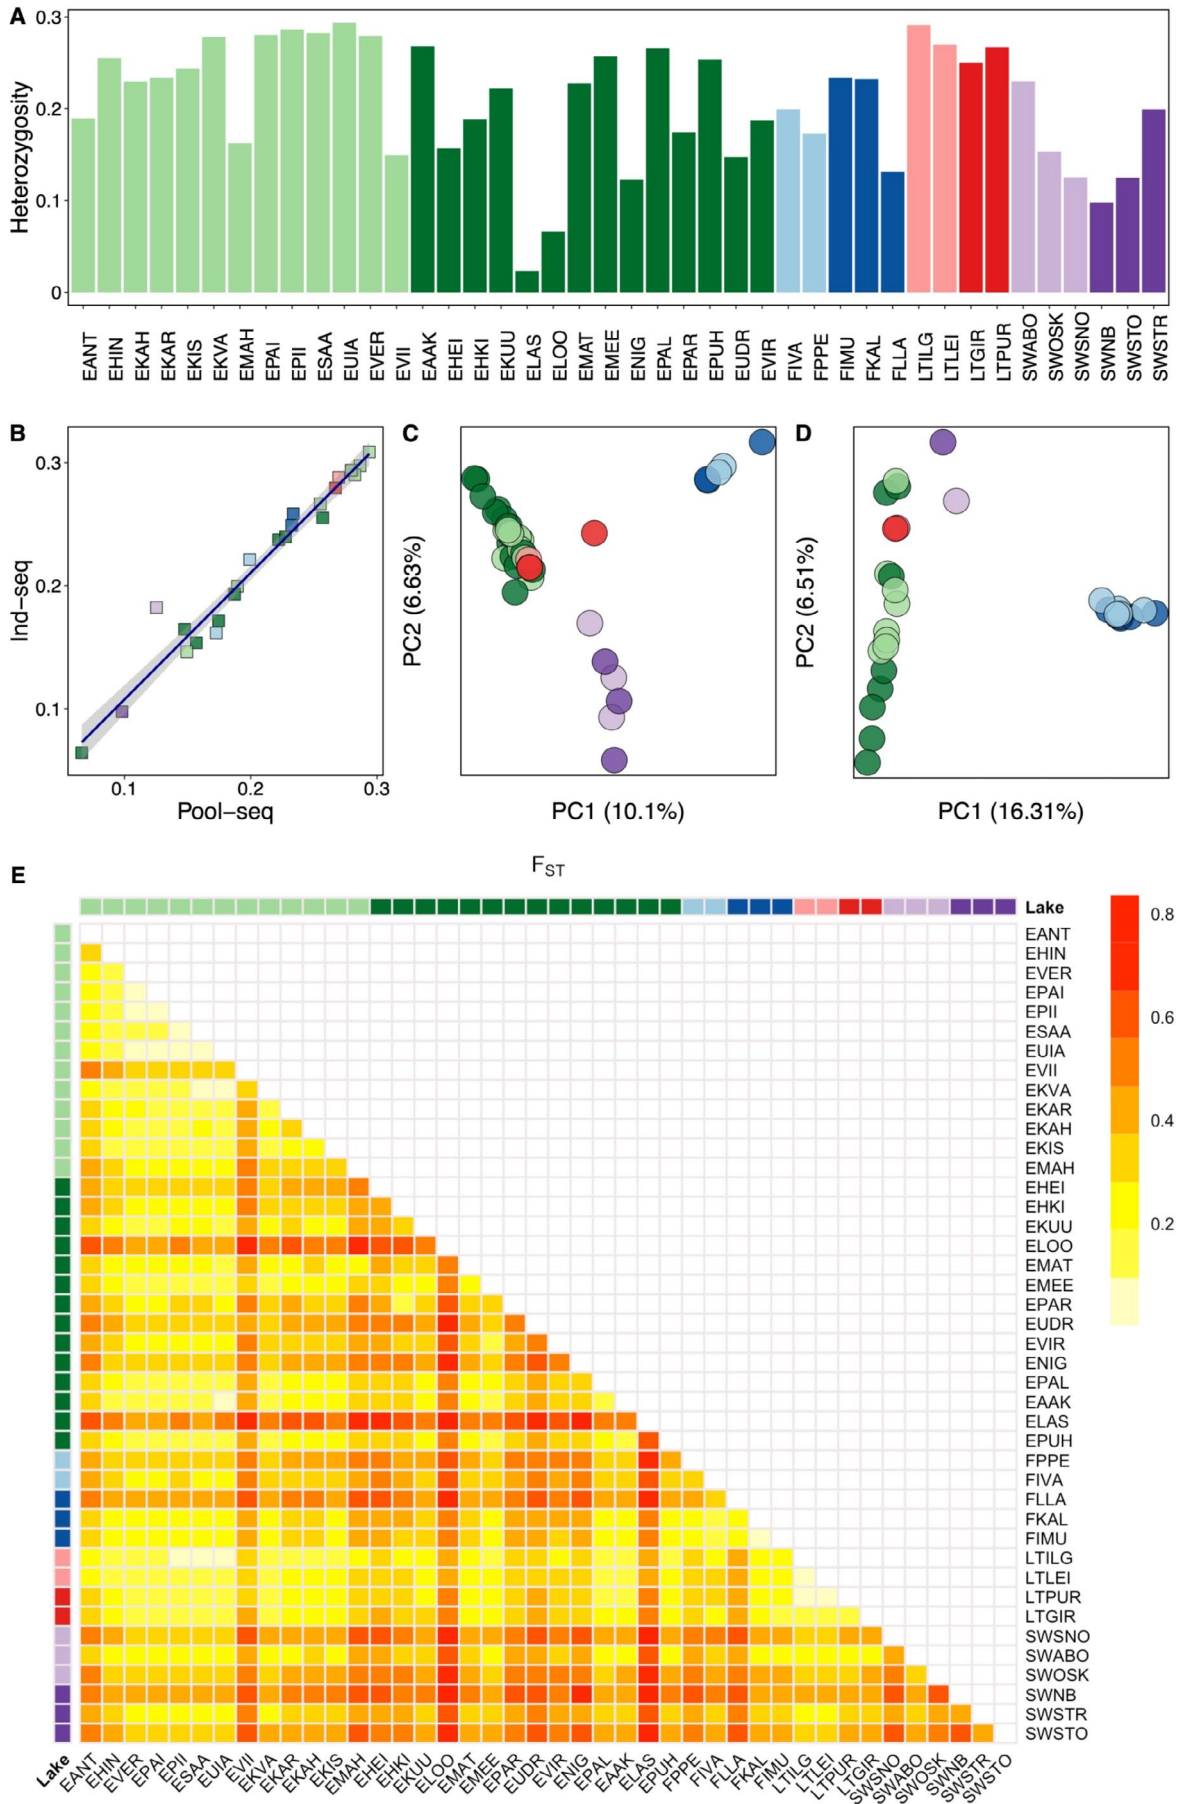 A
0.3
0.2
0.1
0
Heterozygosity
EANT EHIN EKAH EKAR EKIS EKVA EMAH EPAI EPII ESAA EUIA EVER EVII EAAK EHEI EHKI EKUU ELAS ELOO EMAT EMEE ENIG EPAL EPAR EPUH EUDR EVIR FIVA FPPE FIMU FKAL FLLA LTILG LTLEI LTGIR LTPUR SWABO SWOSK SWSNO SWNB SWSTO SWSTR
B
0.3
0.2
0.1
Ind-seq
0.1 0.2 0.3
Pool-seq
C
PC2 (6.63%)
PC1 (10.1%)
D
PC2 (6.51%)
PC1 (16.31%)
E
FST
Lake
EANT
EHIN
EVER
EPAI
EPII
ESAA
EUIA
EVII
EKVA
EKAR
EKAH
EKIS
EMAH
EHEI
EHKI
EKUU
ELOO
EMAT
EMEE
EPAR
EUDR
EVIR
ENIG
EPAL
EAAK
ELAS
EPUH
FPPE
FIVA
FLLA
FKAL
FIMU
LTILG
LTLEI
LTPUR
LTGIR
SWSNO
SWABO
SWOSK
SWNB
SWSTR
SWSTO
0.8
0.6
0.4
0.2
Lake EANT EHIN EVER EPAI EPII ESAA EUIA EVII EKVA EKAR EKAH EKIS EMAH EHEI EHKI EKUU ELOO EMAT EMEE EPAR EUDR EVIR ENIG EPAL EAAK ELAS EPUH FPPE FIVA FLLA FKAL FIMU LTILG LTLEI LTPUR LTGIR SWSNO SWABO SWOSK SWNB SWSTR SWSTO